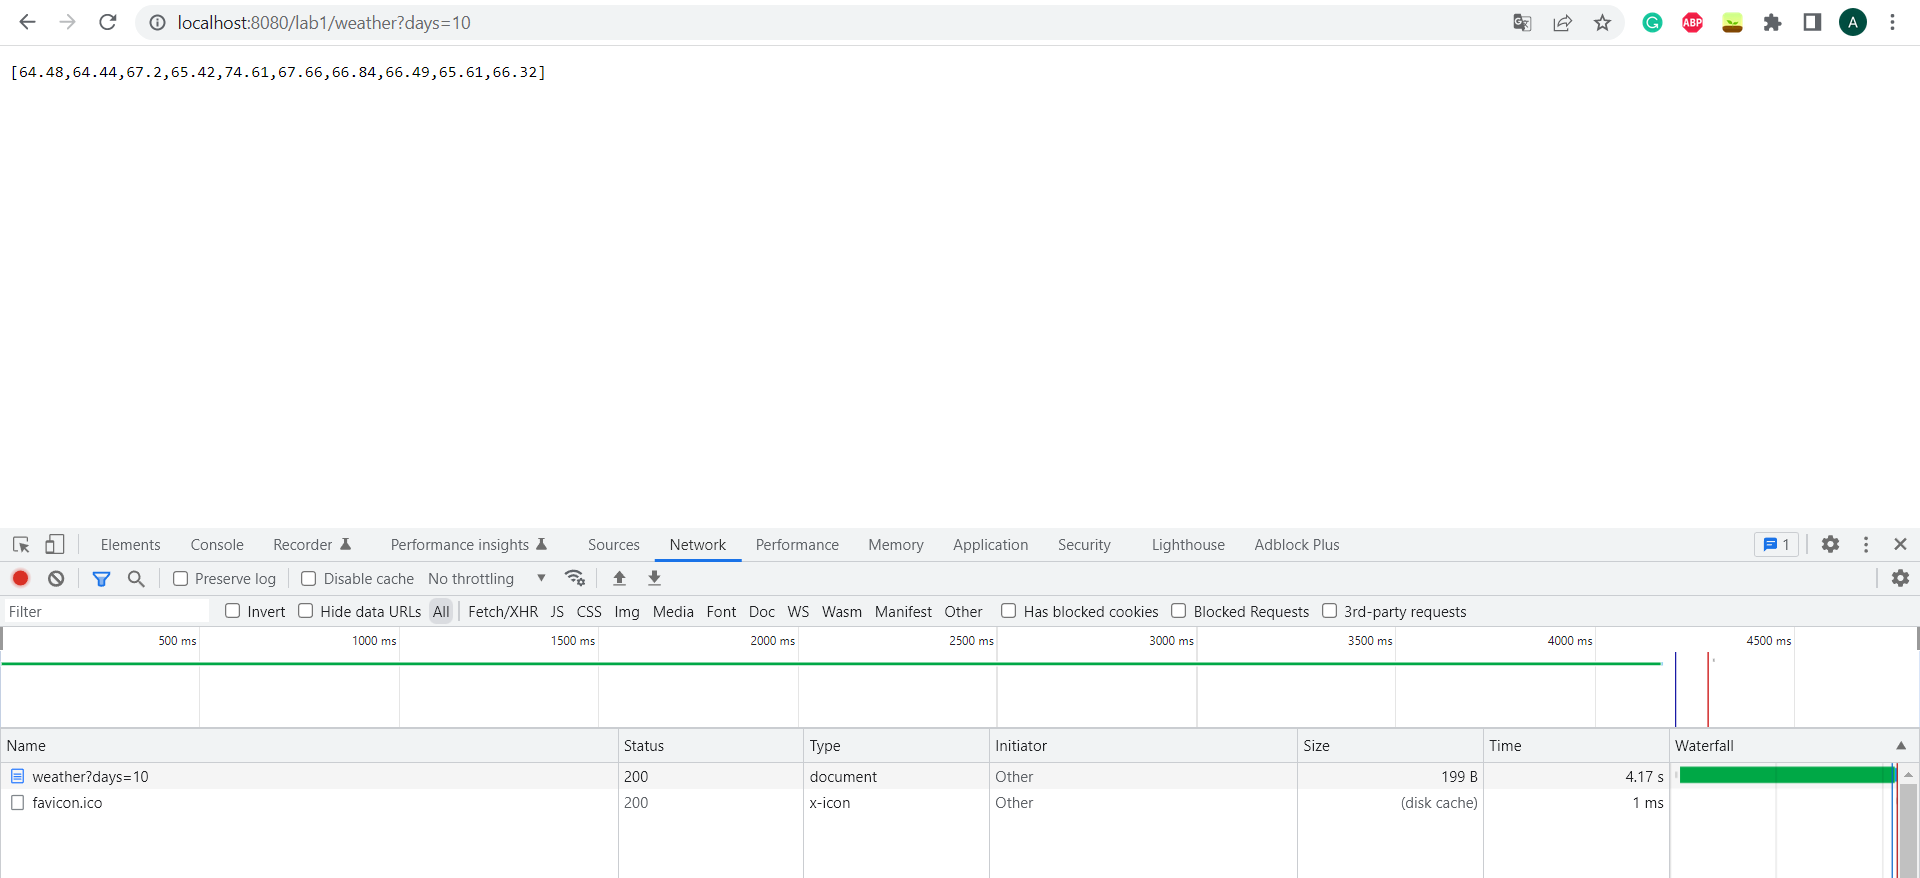 localhost:8080/lab1/weather?days=10
G ABP A
[64.48,64.44,67.2,65.42,74.61,67.66,66.84,66.49,65.61,66.32]
Elements Console Recorder Performance insights Sources Network Performance Memory Application Security Lighthouse Adblock Plus 1
Preserve log Disable cache No throttling
Filter Invert Hide data URLs All Fetch/XHR JS CSS Img Media Font Doc WS Wasm Manifest Other Has blocked cookies Blocked Requests 3rd-party requests
500 ms 1000 ms 1500 ms 2000 ms 2500 ms 3000 ms 3500 ms 4000 ms 4500 ms
Name Status Type Initiator Size Time Waterfall
weather?days=10 200 document Other 199 B 4.17 s
favicon.ico 200 x-icon Other (disk cache) 1 ms